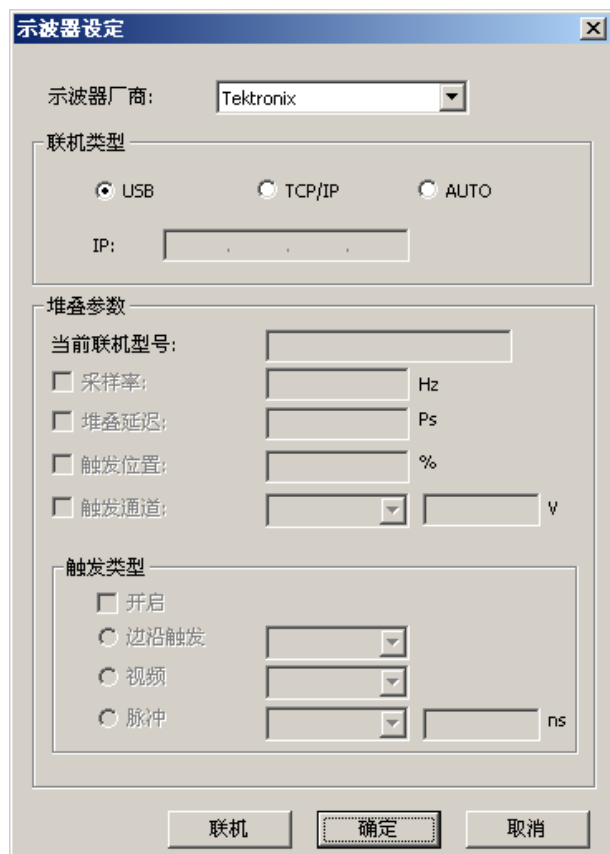 示波器设定
示波器厂商: Tektronix
联机类型
USB TCP/IP AUTO
IP: . . .
堆叠参数
当前联机型号:
采样率: Hz
堆叠延迟: Ps
触发位置: %
触发通道: V
触发类型
开启
边沿触发
视频
脉冲 ns
联机 确定 取消